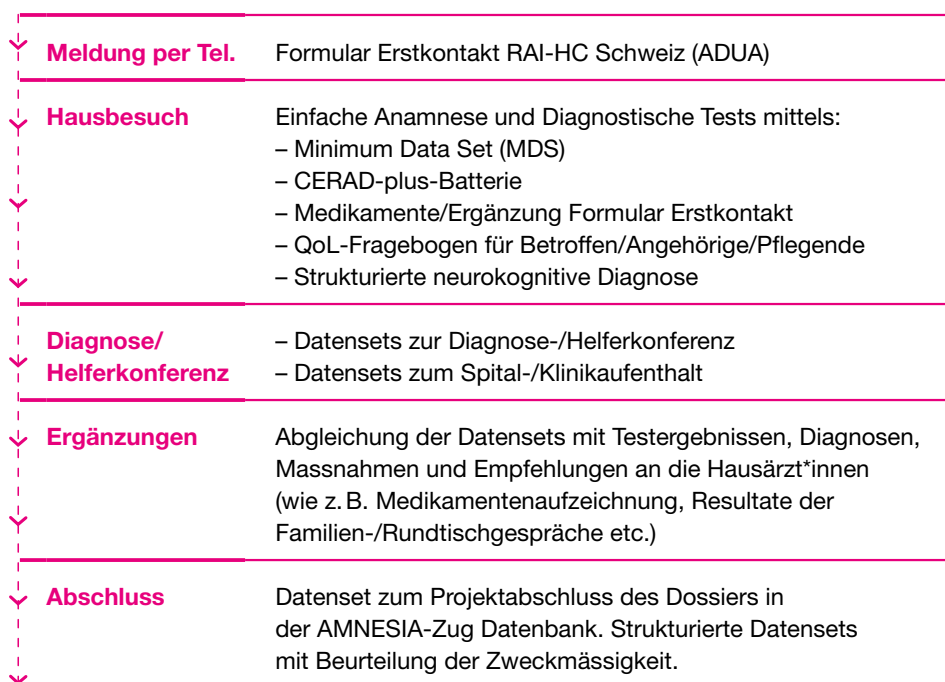 Meldung per Tel. Formular Erstkontakt RAI-HC Schweiz (ADUA)
Hausbesuch Einfache Anamnese und Diagnostische Tests mittels:
– Minimum Data Set (MDS)
– CERAD-plus-Batterie
– Medikamente/Ergänzung Formular Erstkontakt
– QoL-Fragebogen für Betroffen/Angehörige/Pflegende
– Strukturierte neurokognitive Diagnose
Diagnose/
Helferkonferenz
– Datensets zur Diagnose-/Helferkonferenz
– Datensets zum Spital-/Klinikaufenthalt
Ergänzungen Abgleichung der Datensets mit Testergebnissen, Diagnosen,
Massnahmen und Empfehlungen an die Hausärzt*innen
(wie z. B. Medikamentenaufzeichnung, Resultate der
Familien-/Rundtischgespräche etc.)
Abschluss Datenset zum Projektabschluss des Dossiers in
der AMNESIA-Zug Datenbank. Strukturierte Datensets
mit Beurteilung der Zweckmässigkeit.